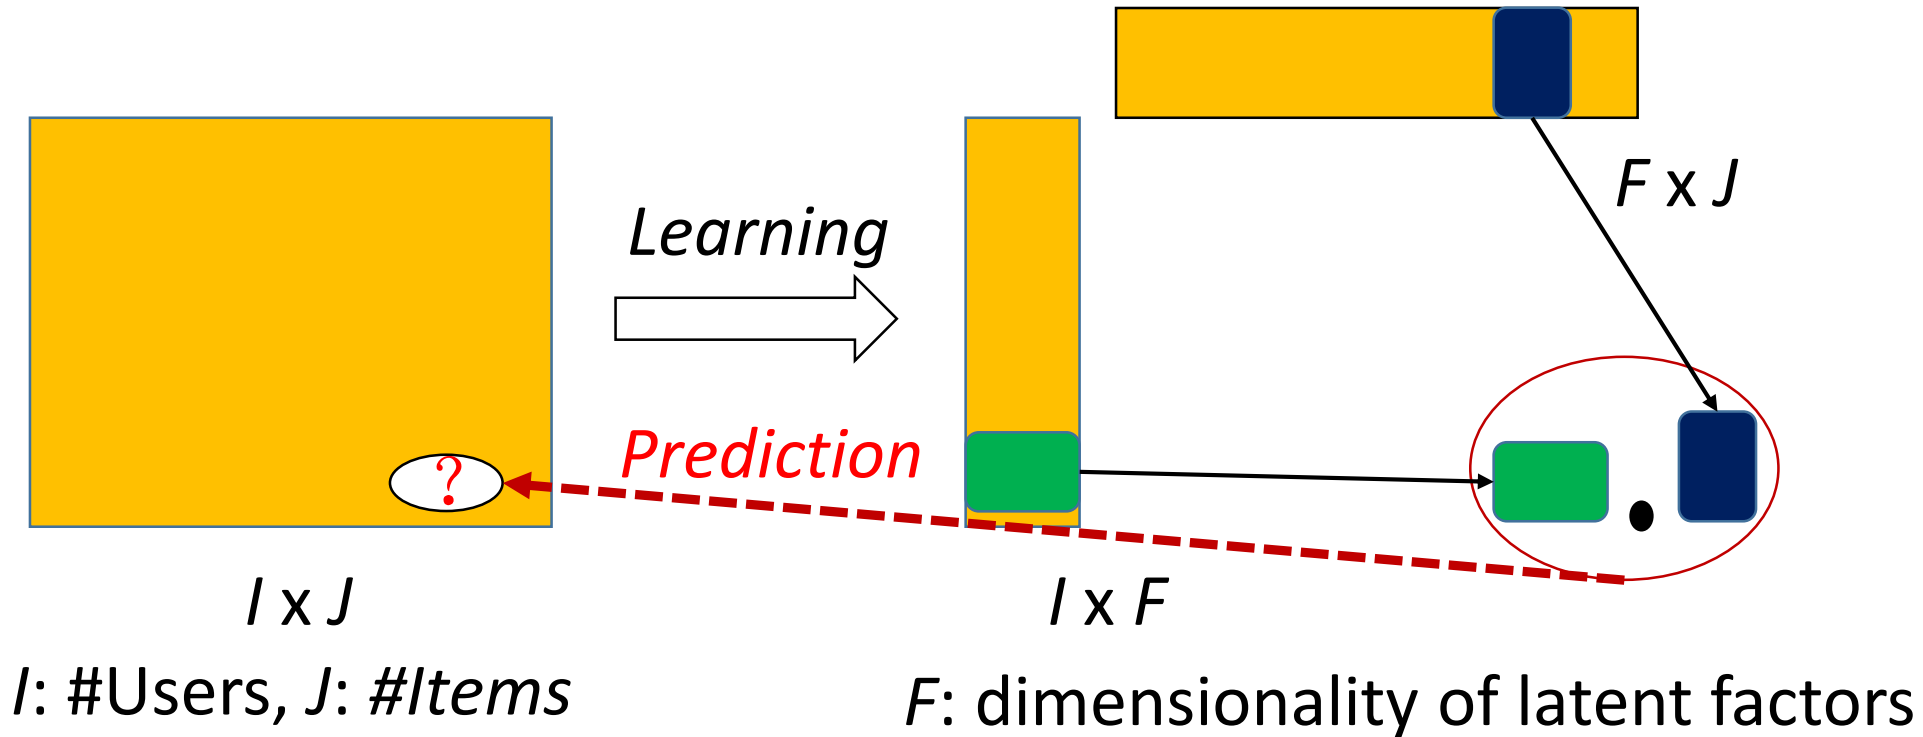 F x J
Learning
Prediction
?
I x J
I x F
I: #Users, J: #Items
F: dimensionality of latent factors